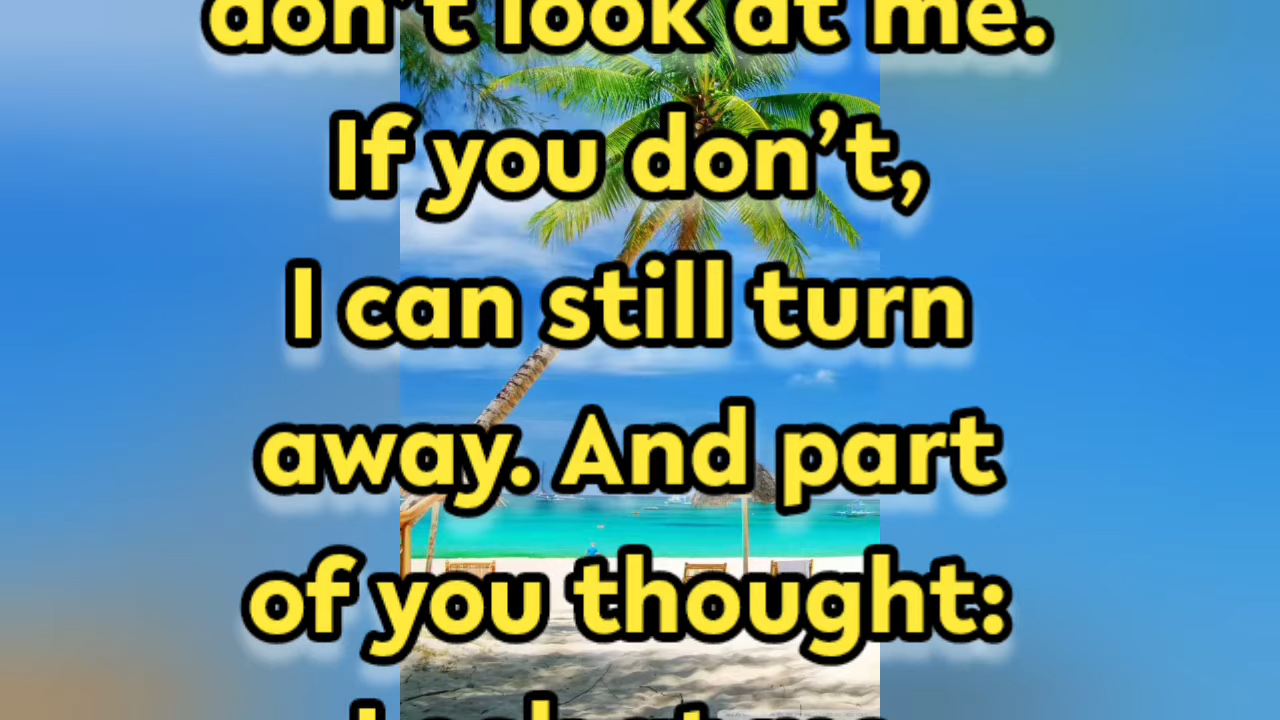 don’t look at me.
If you don’t,
I can still turn
away. And part
of you thought: